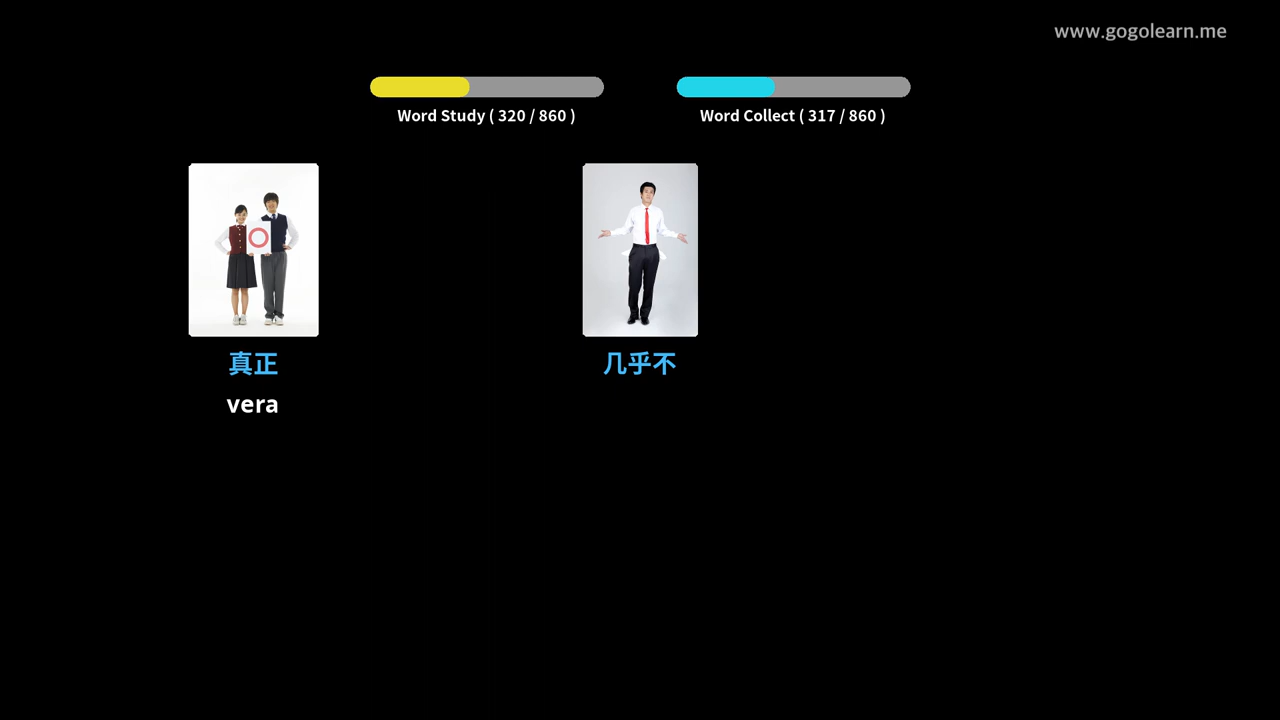 www.gogolearn.me
Word Study ( 320 / 860 )
Word Collect ( 317 / 860 )
真正
vera
几乎不